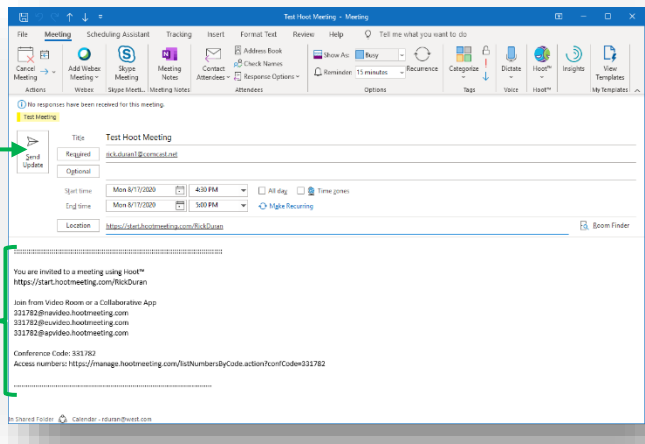 Test Hoot Meeting - Meeting
File Meeting Scheduling Assistant Tracking Insert Format Text Review Help Tell me what you want to do
Cancel Meeting
Add Webex Meeting
Skype Meeting
Meeting Notes
Contact Attendees
Address Book
Check Names
Response Options
Show As: Busy
Reminder: 15 minutes
Recurrence
Categorize
Dictate
Hoot™
Insights
View Templates
Actions Webex Skype Meeti... Meeting Notes Attendees Options Tags Voice Hoot™ My Templates
No responses have been received for this meeting.
Test Meeting
Send Update
Title Test Hoot Meeting
Required rick.duran1@comcast.net
Optional
Start time Mon 8/17/2020 4:30 PM All day Time zones
End time Mon 8/17/2020 5:00 PM Make Recurring
Location https://start.hootmeeting.com/RickDuran Room Finder
You are invited to a meeting using Hoot™
https://start.hootmeeting.com/RickDuran
Join from Video Room or a Collaborative App
331782@navideo.hootmeeting.com
331782@euvideo.hootmeeting.com
331782@apvideo.hootmeeting.com
Conference Code: 331782
Access numbers: https://manage.hootmeeting.com/listNumbersByCode.action?confCode=331782
In Shared Folder Calendar - rduran@west.com